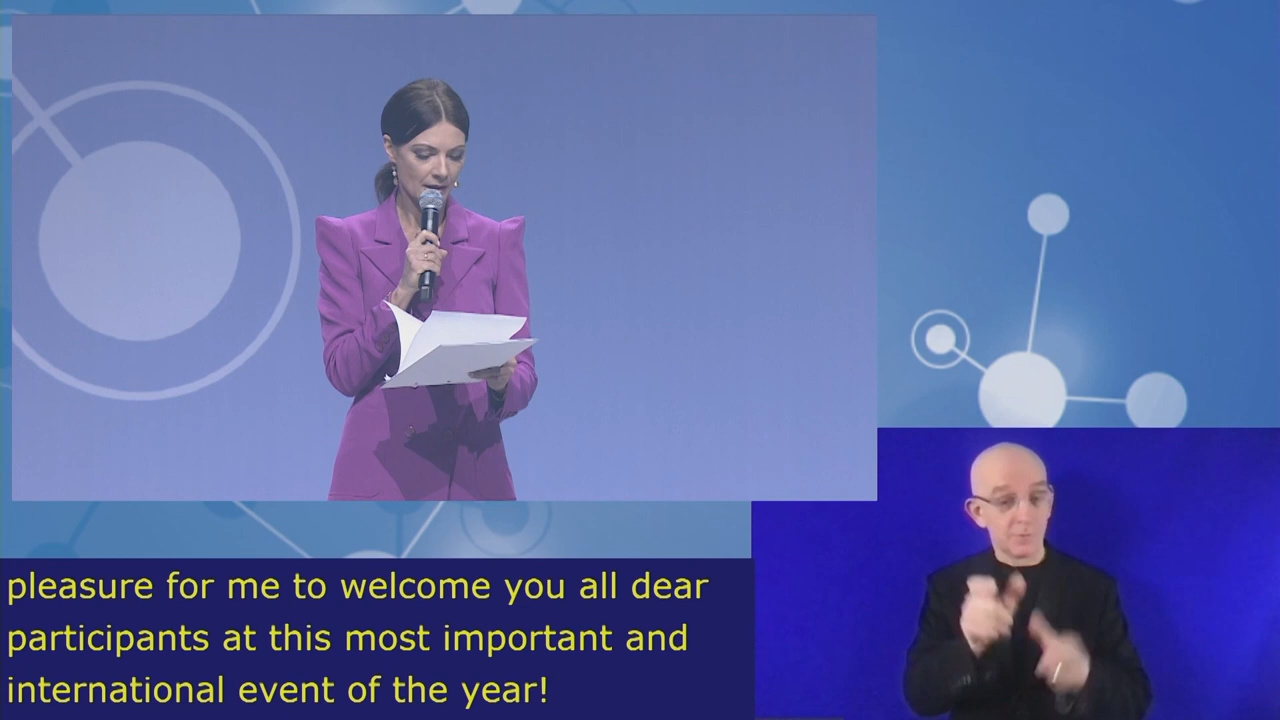 pleasure for me to welcome you all dear
participants at this most important and
international event of the year!